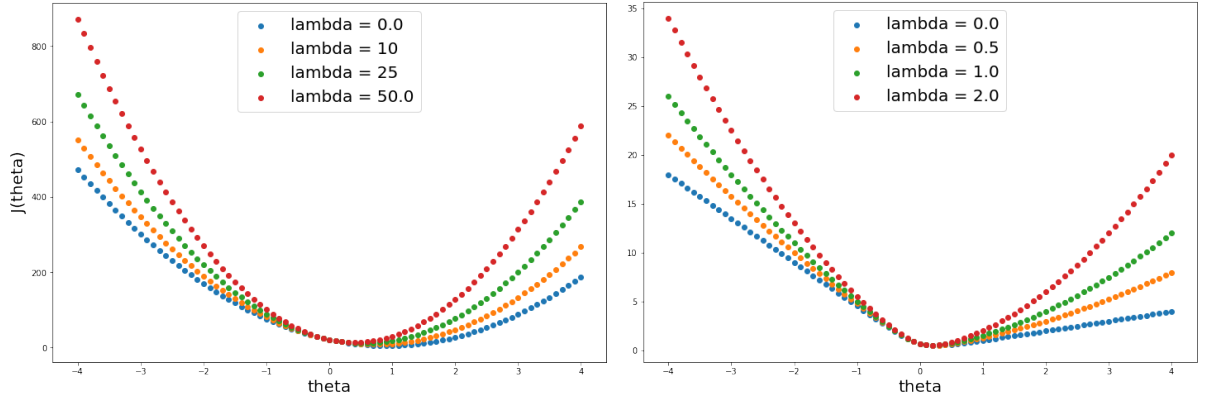 lambda = 0.0
lambda = 10
lambda = 25
lambda = 50.0
800
600
400
200
0
J(theta)
−4 −3 −2 −1 0 1 2 3 4
theta
lambda = 0.0
lambda = 0.5
lambda = 1.0
lambda = 2.0
35
30
25
20
15
10
5
0
−4 −3 −2 −1 0 1 2 3 4
theta